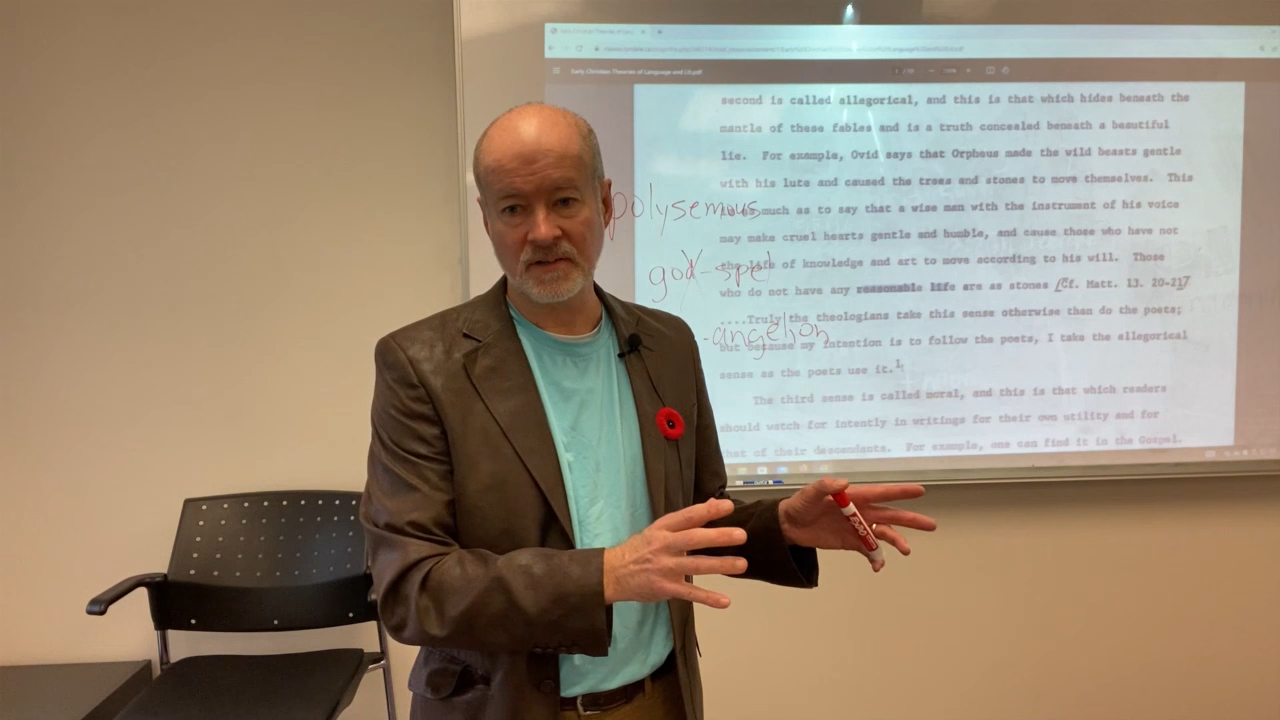 Early Christian Theories of Language and Lit.pdf
second is called allegorical, and this is that which hides beneath the
mantle of these fables and is a truth concealed beneath a beautiful
lie. For example, Ovid says that Orpheus made the wild beasts gentle
with his lute and caused the trees and stones to move themselves. This
polysemous
much as to say that a wise man with the instrument of his voice
may make cruel hearts gentle and humble, and cause those who have not
god-spel
the life of knowledge and art to move according to his will. Those
who do not have any reasonable life are as stones [Cf. Matt. 13. 20-21]
....Truly the theologians take this sense otherwise than do the poets;
-angelion
but because my intention is to follow the poets, I take the allegorical
sense as the poets use it.1
The third sense is called moral, and this is that which readers
should watch for intently in writings for their own utility and for
that of their descendants. For example, one can find it in the Gospel.
EXPO